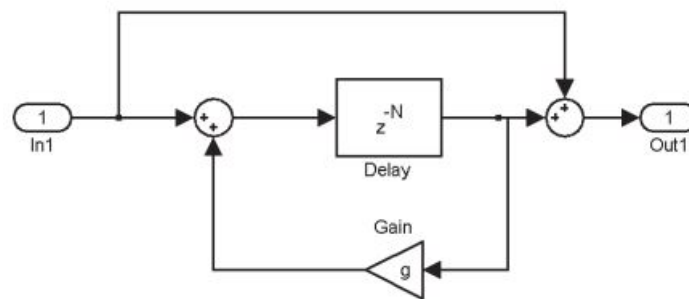 +
+
1
In1
+
+
z-N
Delay
+
+
1
Out1
Gain
g